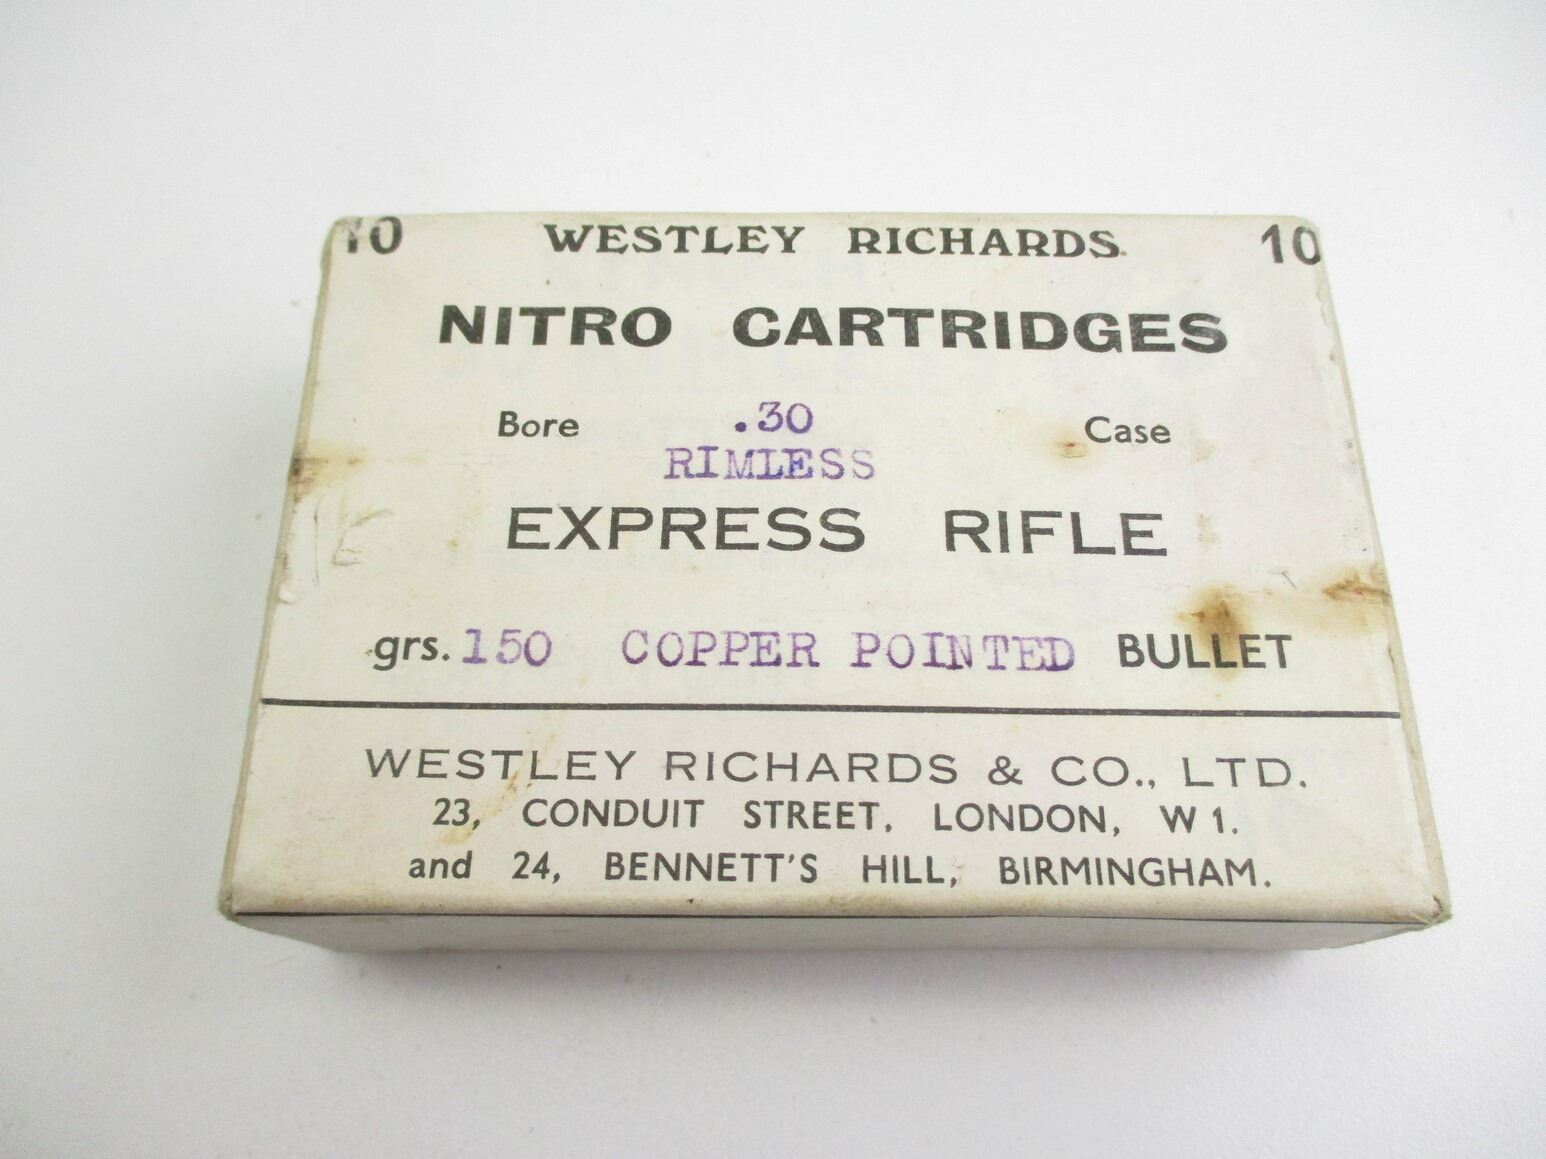 10 WESTLEY RICHARDS. 10
NITRO CARTRIDGES
Bore .30 Case
RIMLESS
EXPRESS RIFLE
grs. 150 COPPER POINTED BULLET
WESTLEY RICHARDS & CO., LTD.
23, CONDUIT STREET, LONDON, W 1.
and 24, BENNETT'S HILL, BIRMINGHAM.